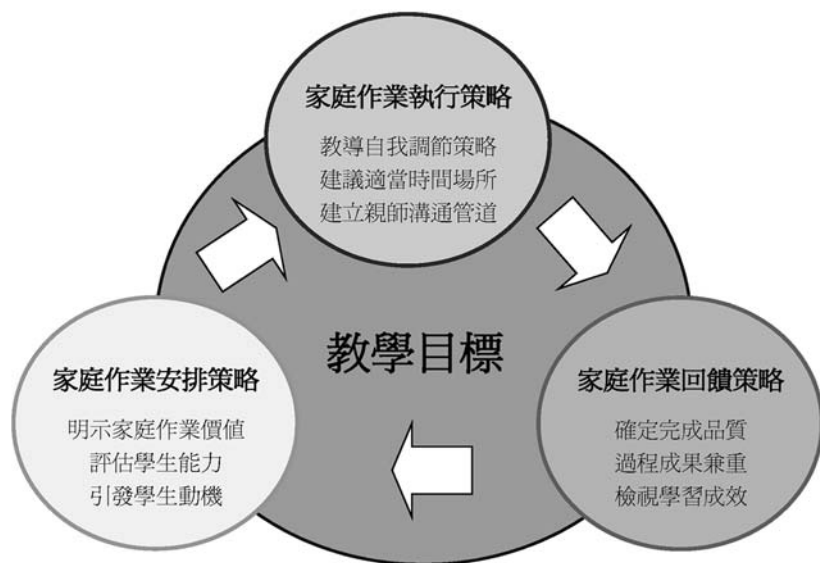 家庭作業執行策略
教導自我調節策略
建議適當時間場所
建立親師溝通管道
教學目標
家庭作業安排策略
明示家庭作業價值
評估學生能力
引發學生動機
家庭作業回饋策略
確定完成品質
過程成果兼重
檢視學習成效